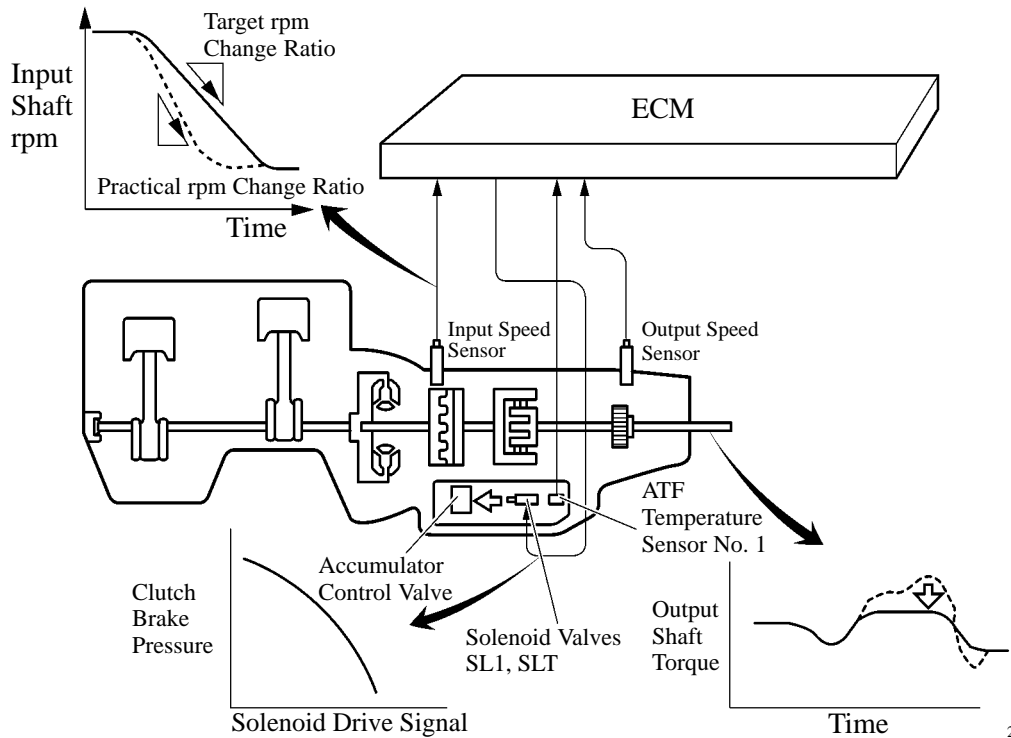 Target rpm
Change Ratio
Input
Shaft
rpm
Practical rpm Change Ratio
Time
ECM
Input Speed
Sensor
Output Speed
Sensor
ATF
Temperature
Sensor No. 1
Accumulator
Control Valve
Solenoid Valves
SL1, SLT
Clutch
Brake
Pressure
Solenoid Drive Signal
Output
Shaft
Torque
Time